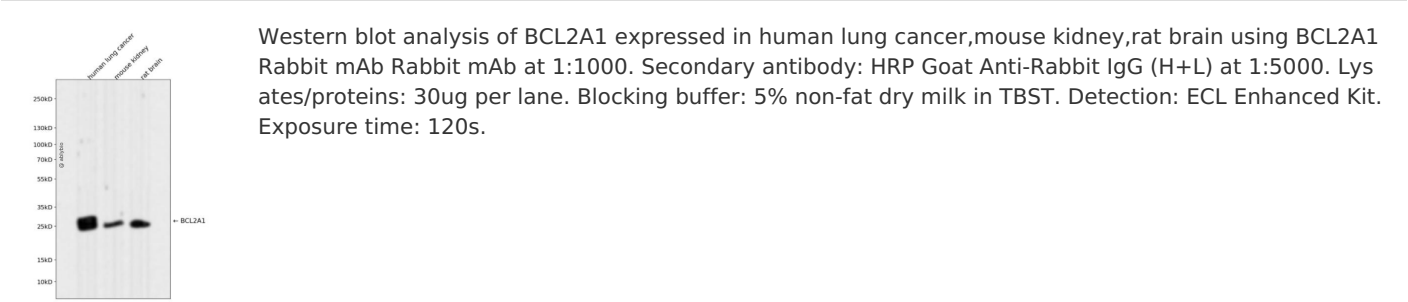 human lung cancer
mouse kidney
rat brain
250kD
130kD
100kD
70kD
55kD
35kD
25kD
15kD
10kD
@ ablybio
← BCL2A1
Western blot analysis of BCL2A1 expressed in human lung cancer,mouse kidney,rat brain using BCL2A1
Rabbit mAb Rabbit mAb at 1:1000. Secondary antibody: HRP Goat Anti-Rabbit IgG (H+L) at 1:5000. Lys
ates/proteins: 30ug per lane. Blocking buffer: 5% non-fat dry milk in TBST. Detection: ECL Enhanced Kit.
Exposure time: 120s.